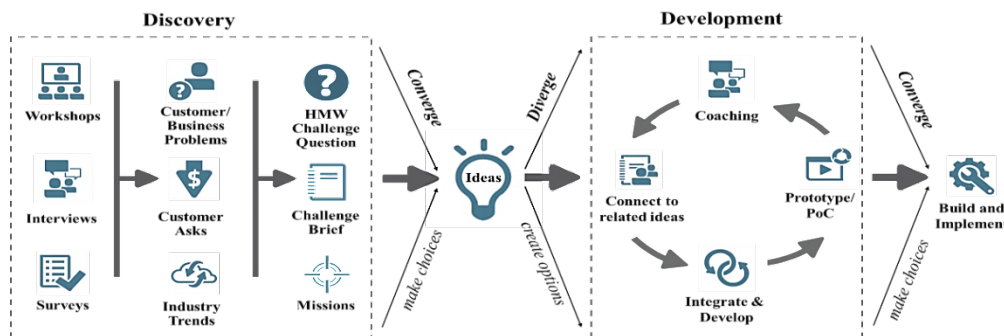 Discovery
Development
Workshops
Interviews
Surveys
Customer/
Business
Problems
Customer
Asks
Industry
Trends
HMW
Challenge
Question
Challenge
Brief
Missions
Converge
make choices
Ideas
Diverge
create options
Coaching
Connect to
related ideas
Integrate &
Develop
Prototype/
PoC
Converge
make choices
Build and
Implement